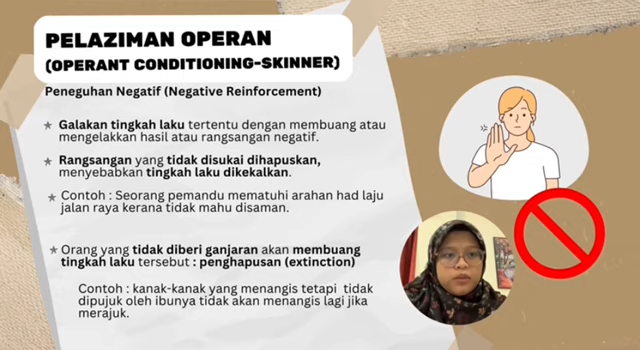 PELAZIMAN OPERAN
(OPERANT CONDITIONING-SKINNER)
Peneguhan Negatif (Negative Reinforcement)
Galakan tingkah laku tertentu dengan membuang atau
mengelakkan hasil atau rangsangan negatif.
Rangsangan yang tidak disukai dihapuskan,
menyebabkan tingkah laku dikekalkan.
Contoh : Seorang pemandu mematuhi arahan had laju
jalan raya kerana tidak mahu disaman.
Orang yang tidak diberi ganjaran akan membuang
tingkah laku tersebut : penghapusan (extinction)
Contoh : kanak-kanak yang menangis tetapi tidak
dipujuk oleh ibunya tidak akan menangis lagi jika
merajuk.